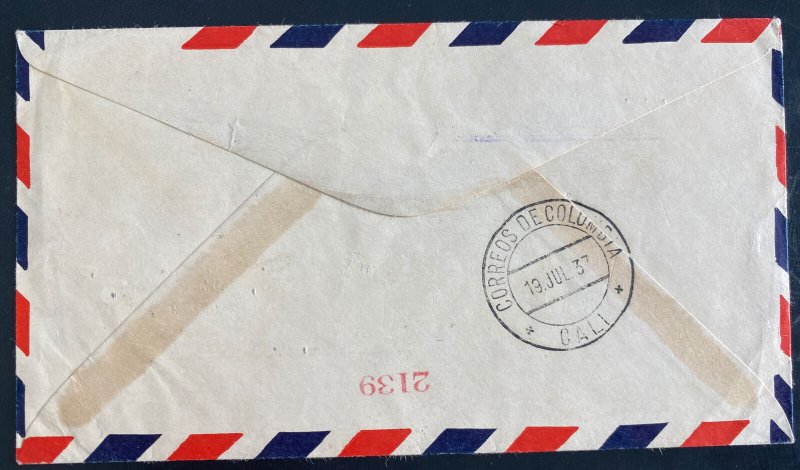 CORREOS DE COLOMBIA
19.JUL.37
CALI
2139